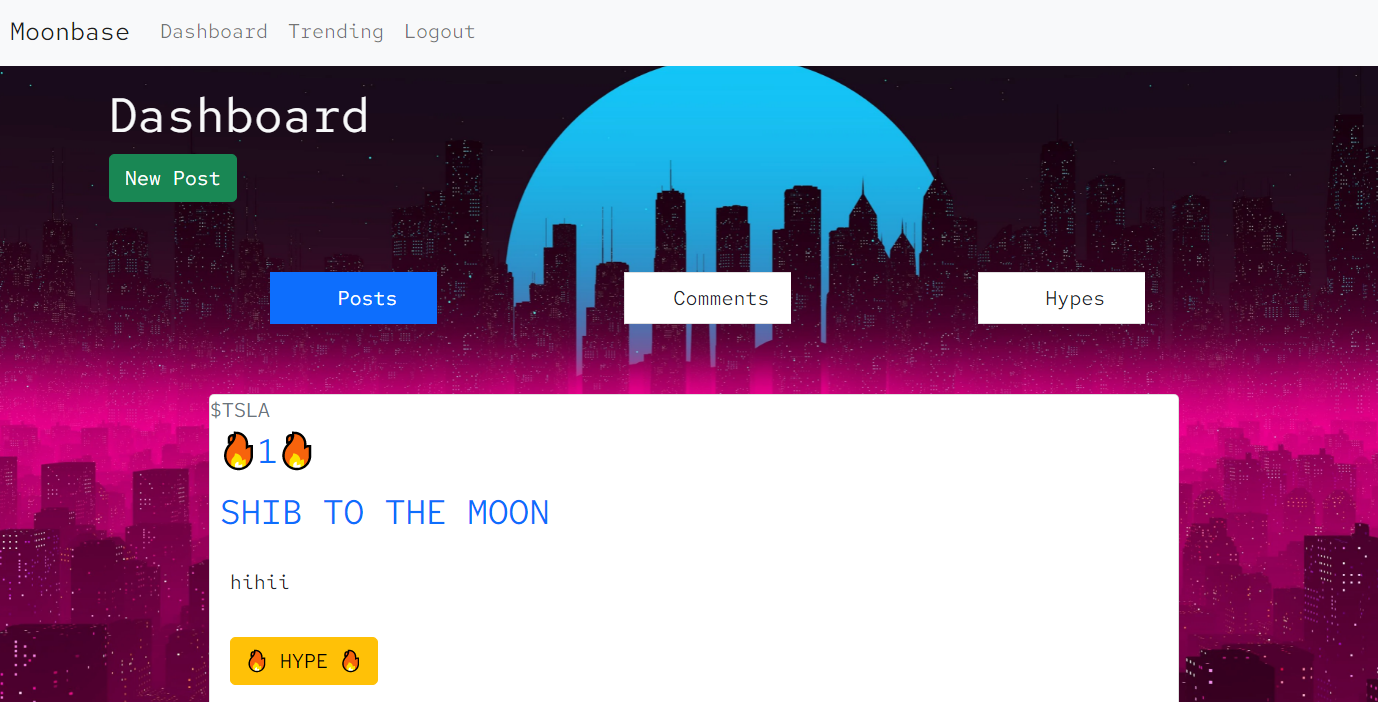 Moonbase Dashboard Trending Logout
Dashboard
New Post
Posts Comments Hypes
$TSLA
🔥1🔥
SHIB TO THE MOON
hihii
🔥 HYPE 🔥